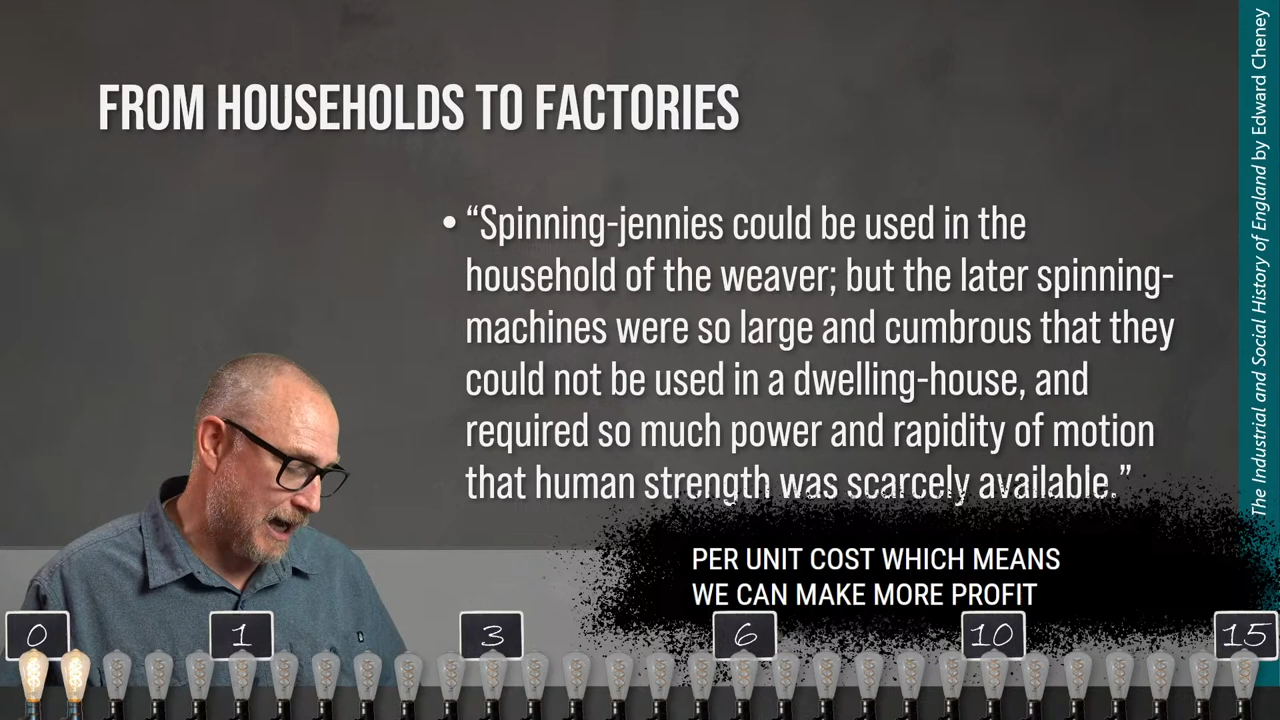 FROM HOUSEHOLDS TO FACTORIES
• “Spinning-jennies could be used in the
household of the weaver; but the later spinning-
machines were so large and cumbrous that they
could not be used in a dwelling-house, and
required so much power and rapidity of motion
that human strength was scarcely available.”
The Industrial and Social History of England by Edward Cheney
PER UNIT COST WHICH MEANS
WE CAN MAKE MORE PROFIT
0 1 3 6 10 15